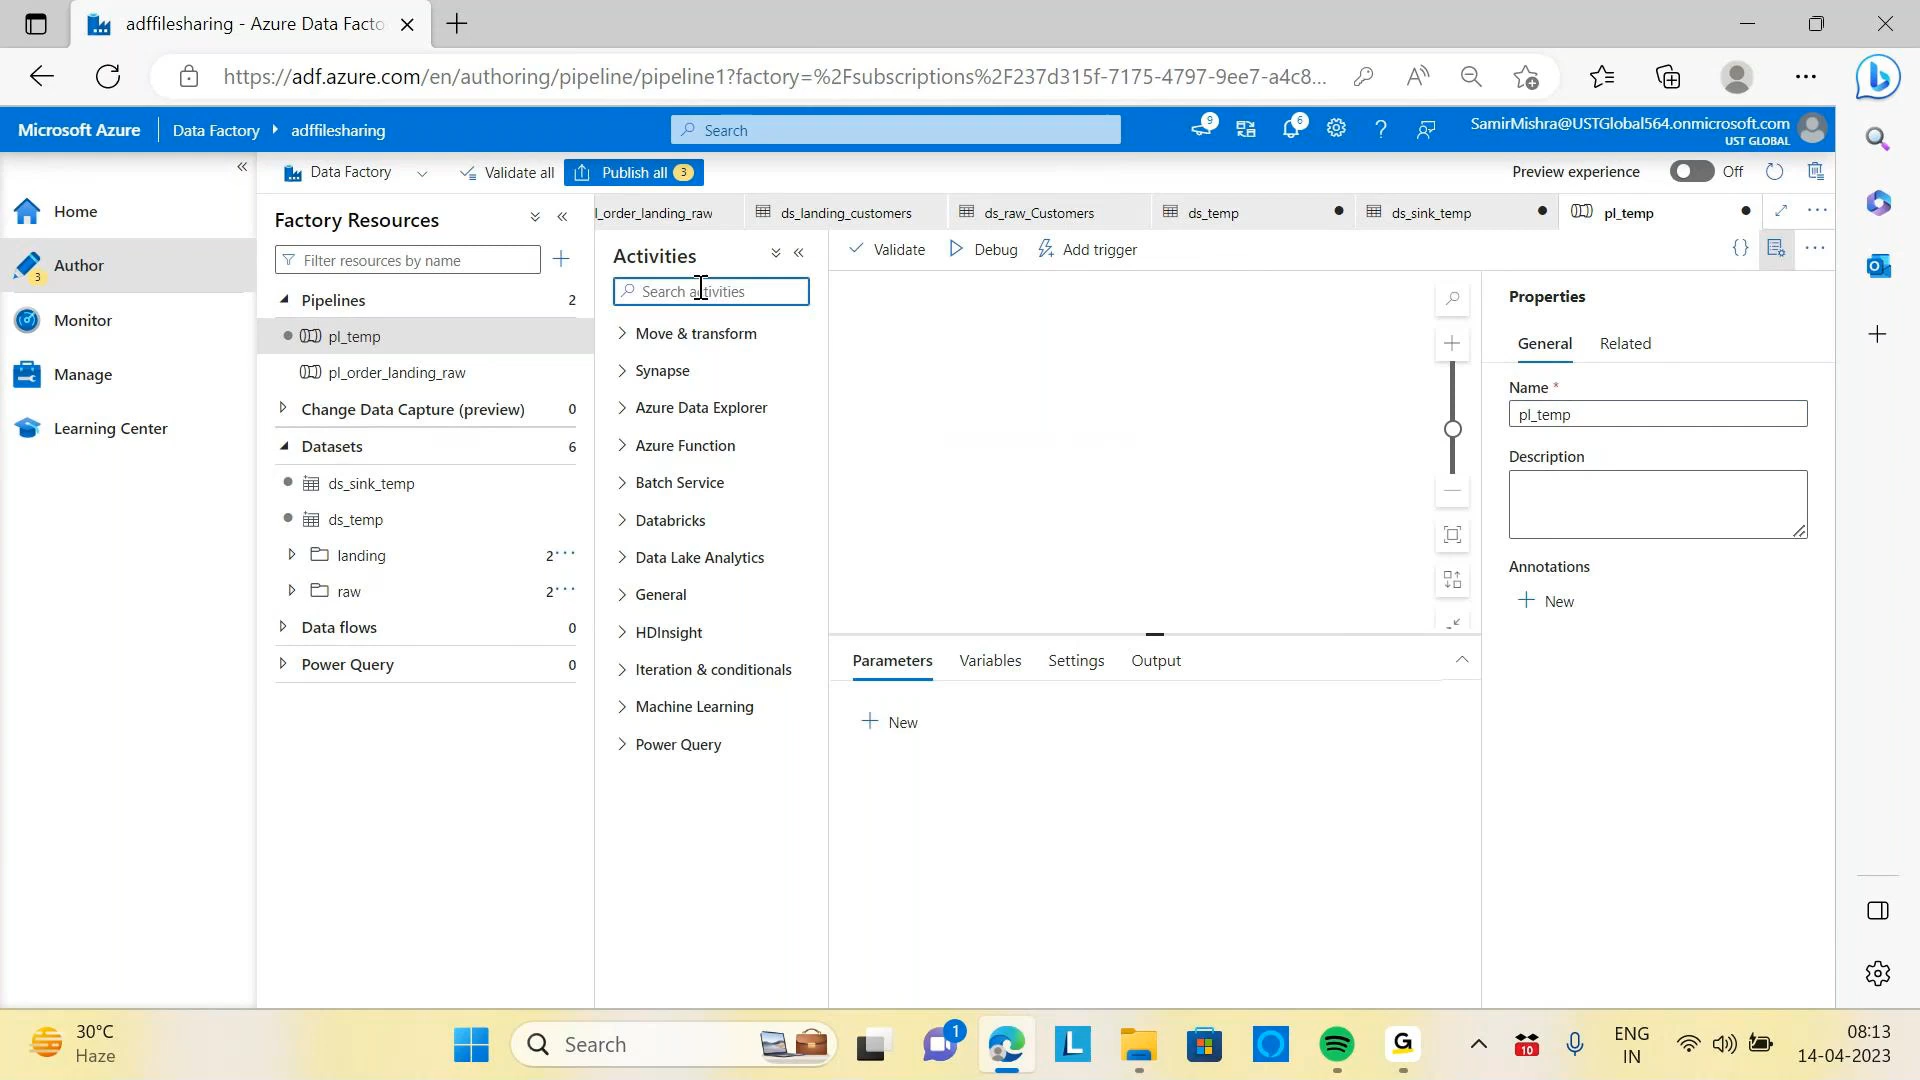 adffilesharing - Azure Data Facto
https://adf.azure.com/en/authoring/pipeline/pipeline1?factory=%2Fsubscriptions%2F237d315f-7175-4797-9ee7-a4c8...
Microsoft Azure
Data Factory
adffilesharing
Search
9
6
SamirMishra@USTGlobal564.onmicrosoft.com
UST GLOBAL
Data Factory
Validate all
Publish all
3
Preview experience
Off
Home
Author
3
Monitor
Manage
Learning Center
Factory Resources
Filter resources by name
Pipelines
2
pl_temp
pl_order_landing_raw
Change Data Capture (preview)
0
Datasets
6
ds_sink_temp
ds_temp
landing
2
raw
2
Data flows
0
Power Query
0
l_order_landing_raw
ds_landing_customers
ds_raw_Customers
ds_temp
ds_sink_temp
pl_temp
Activities
Search activities
Move & transform
Synapse
Azure Data Explorer
Azure Function
Batch Service
Databricks
Data Lake Analytics
General
HDInsight
Iteration & conditionals
Machine Learning
Power Query
Validate
Debug
Add trigger
Parameters
Variables
Settings
Output
New
Properties
General
Related
Name *
pl_temp
Description
Annotations
New
30°C
Haze
Search
1
L
G
10
ENG
IN
08:13
14-04-2023